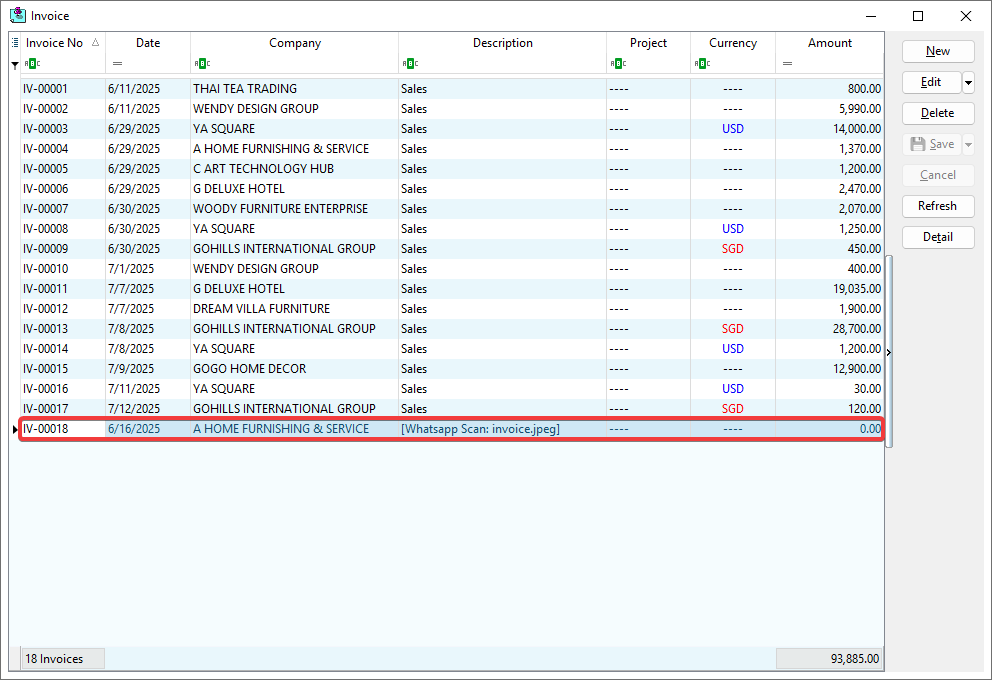 Invoice
Invoice No Date Company Description Project Currency Amount
IV-00001 6/11/2025 THAI TEA TRADING Sales ---- ---- 800.00
IV-00002 6/11/2025 WENDY DESIGN GROUP Sales ---- ---- 5,990.00
IV-00003 6/29/2025 YA SQUARE Sales ---- USD 14,000.00
IV-00004 6/29/2025 A HOME FURNISHING & SERVICE Sales ---- ---- 1,370.00
IV-00005 6/29/2025 C ART TECHNOLOGY HUB Sales ---- ---- 1,200.00
IV-00006 6/29/2025 G DELUXE HOTEL Sales ---- ---- 2,470.00
IV-00007 6/30/2025 WOODY FURNITURE ENTERPRISE Sales ---- ---- 2,070.00
IV-00008 6/30/2025 YA SQUARE Sales ---- USD 1,250.00
IV-00009 6/30/2025 GOHILLS INTERNATIONAL GROUP Sales ---- SGD 450.00
IV-00010 7/1/2025 WENDY DESIGN GROUP Sales ---- ---- 400.00
IV-00011 7/7/2025 G DELUXE HOTEL Sales ---- ---- 19,035.00
IV-00012 7/7/2025 DREAM VILLA FURNITURE Sales ---- ---- 1,900.00
IV-00013 7/8/2025 GOHILLS INTERNATIONAL GROUP Sales ---- SGD 28,700.00
IV-00014 7/8/2025 YA SQUARE Sales ---- USD 1,200.00
IV-00015 7/9/2025 GOGO HOME DECOR Sales ---- ---- 12,900.00
IV-00016 7/11/2025 YA SQUARE Sales ---- USD 30.00
IV-00017 7/12/2025 GOHILLS INTERNATIONAL GROUP Sales ---- SGD 120.00
IV-00018 6/16/2025 A HOME FURNISHING & SERVICE [Whatsapp Scan: invoice.jpeg] ---- ---- 0.00
18 Invoices 93,885.00
New
Edit
Delete
Save
Cancel
Refresh
Detail